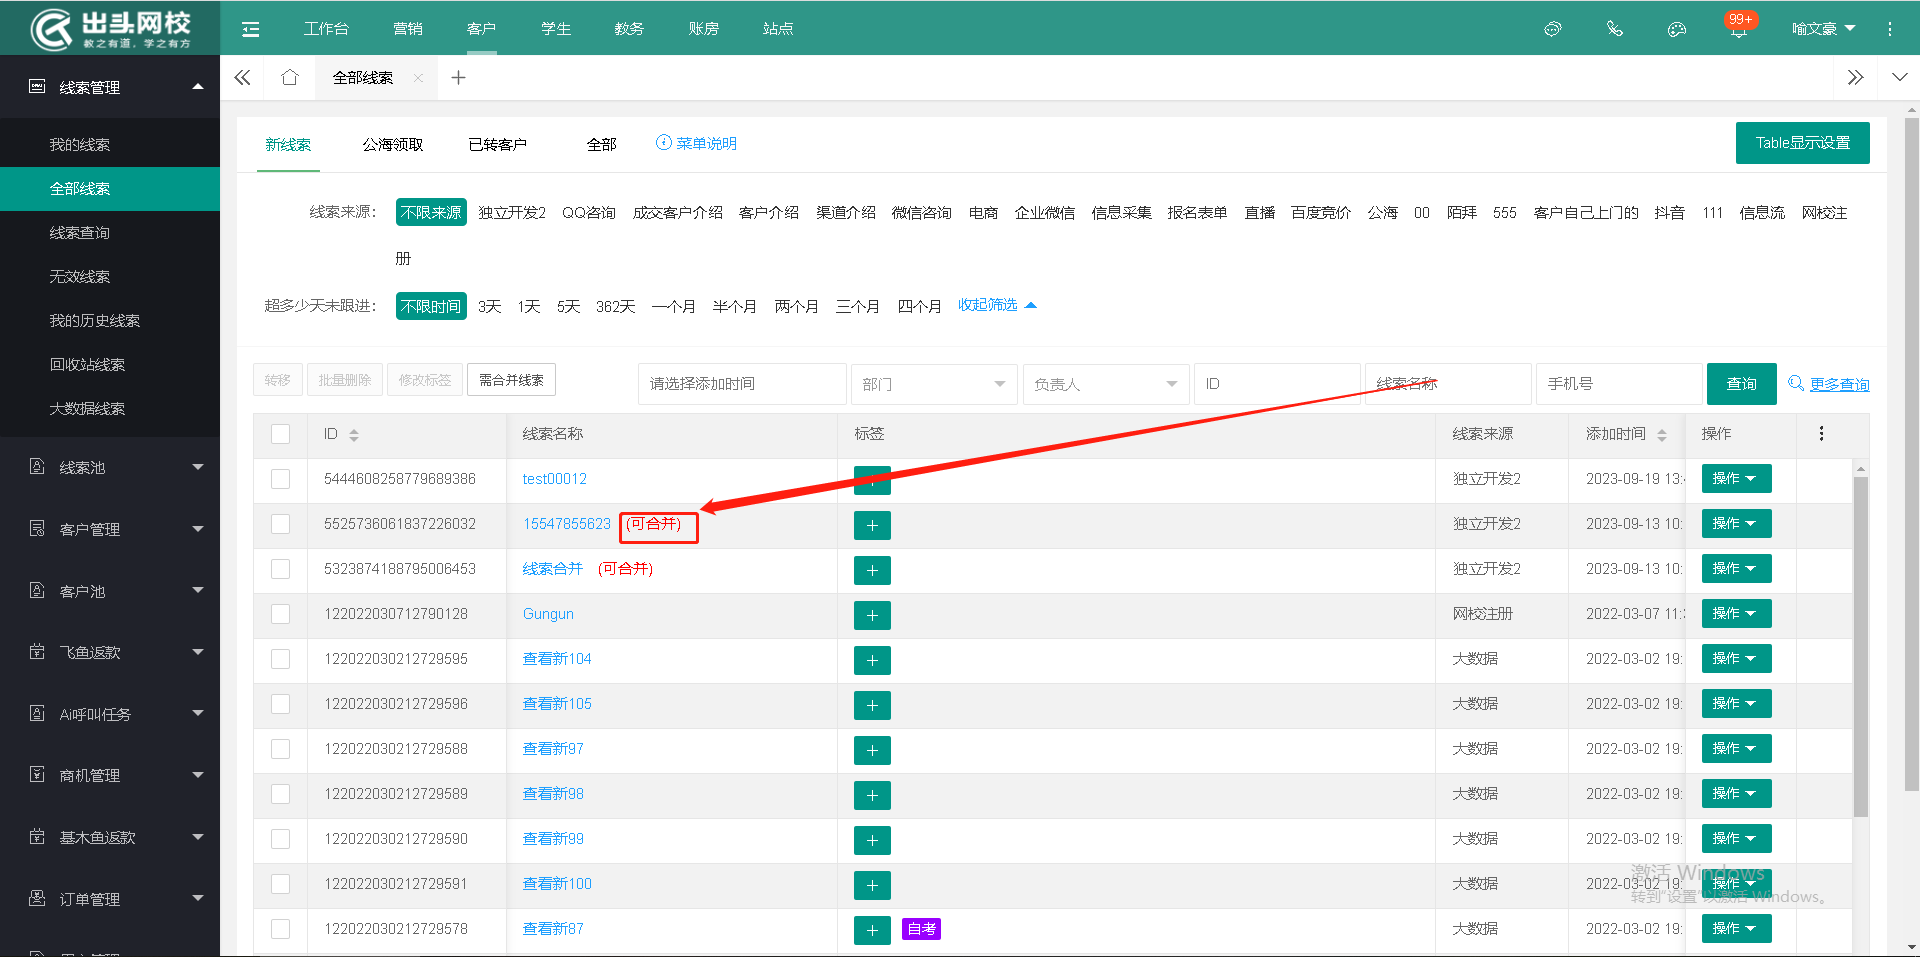 出头网校
教之有道，学之有方
工作台 营销 客户 学生 教务 账房 站点
99+
喻文豪
全部线索
线索管理
我的线索
全部线索
线索查询
无效线索
我的历史线索
回收站线索
大数据线索
线索池
客户管理
客户池
飞鱼返款
Ai呼叫任务
商机管理
基木鱼返款
订单管理
新线索 公海领取 已转客户 全部 菜单说明
Table显示设置
线索来源： 不限来源 独立开发2 QQ咨询 成交客户介绍 客户介绍 渠道介绍 微信咨询 电商 企业微信 信息采集 报名表单 直播 百度竞价 公海 00 陌拜 555 客户自己上门的 抖音 111 信息流 网校注
册
超多少天未跟进： 不限时间 3天 1天 5天 362天 一个月 半个月 两个月 三个月 四个月 收起筛选
转移 批量删除 修改标签 需合并线索 请选择添加时间 部门 负责人 ID 线索名称 手机号 查询 更多查询
ID 线索名称 标签 线索来源 添加时间 操作
5444608258779689386 test00012 独立开发2 2023-09-19 13: 操作
5525736061837226032 15547855623 (可合并) 独立开发2 2023-09-13 10: 操作
5323874188795006453 线索合并 (可合并) 独立开发2 2023-09-13 10: 操作
122022030712790128 Gungun 网校注册 2022-03-07 11: 操作
122022030212729595 查看新104 大数据 2022-03-02 19: 操作
122022030212729596 查看新105 大数据 2022-03-02 19: 操作
122022030212729588 查看新97 大数据 2022-03-02 19: 操作
122022030212729589 查看新98 大数据 2022-03-02 19: 操作
122022030212729590 查看新99 大数据 2022-03-02 19: 操作
122022030212729591 查看新100 大数据 2022-03-02 19: 操作
122022030212729578 查看新87 自考 大数据 2022-03-02 19: 操作
激活 Windows
转到"设置"以激活 Windows。